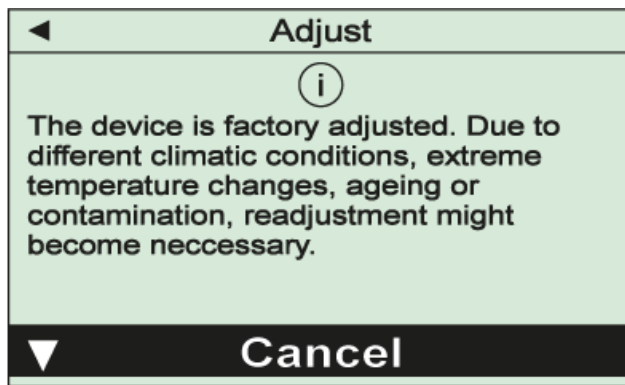 Adjust
i
The device is factory adjusted. Due to
different climatic conditions, extreme
temperature changes, ageing or
contamination, readjustment might
become neccessary.
Cancel